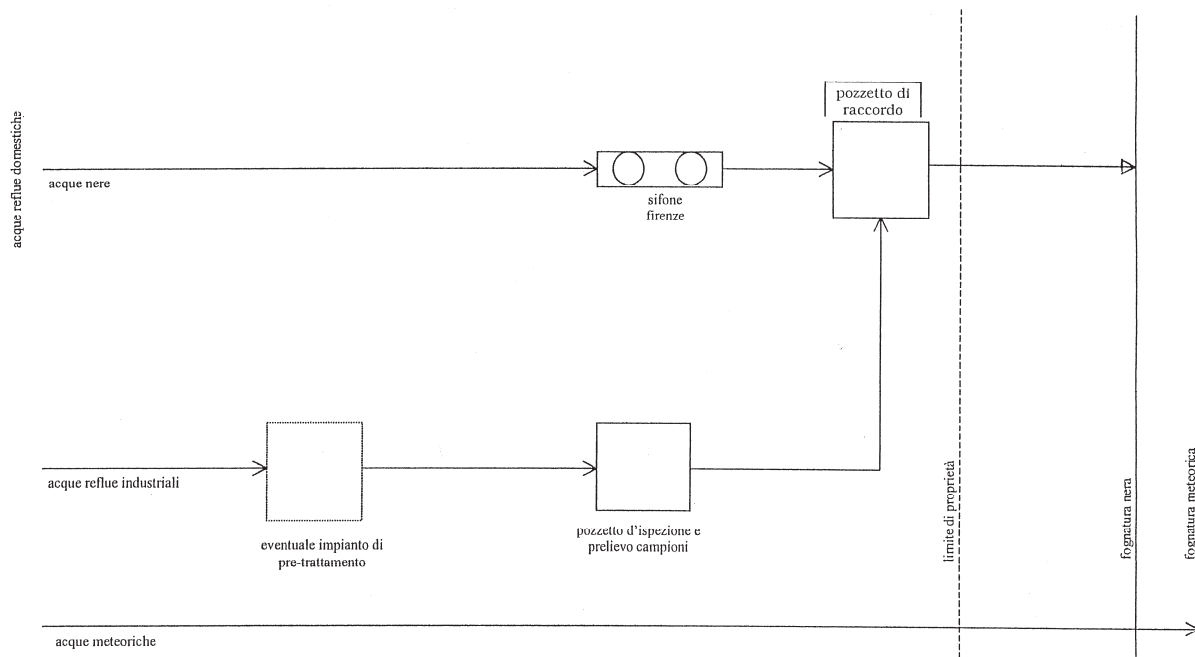 pozzetto di
raccordo
acque reflue domestiche
acque nere
sifone
firenze
acque reflue industriali
eventuale impianto di
pre-trattamento
pozzetto d'ispezione e
prelievo campioni
limite di proprietà
fognatura nera
fognatura meteorica
acque meteoriche